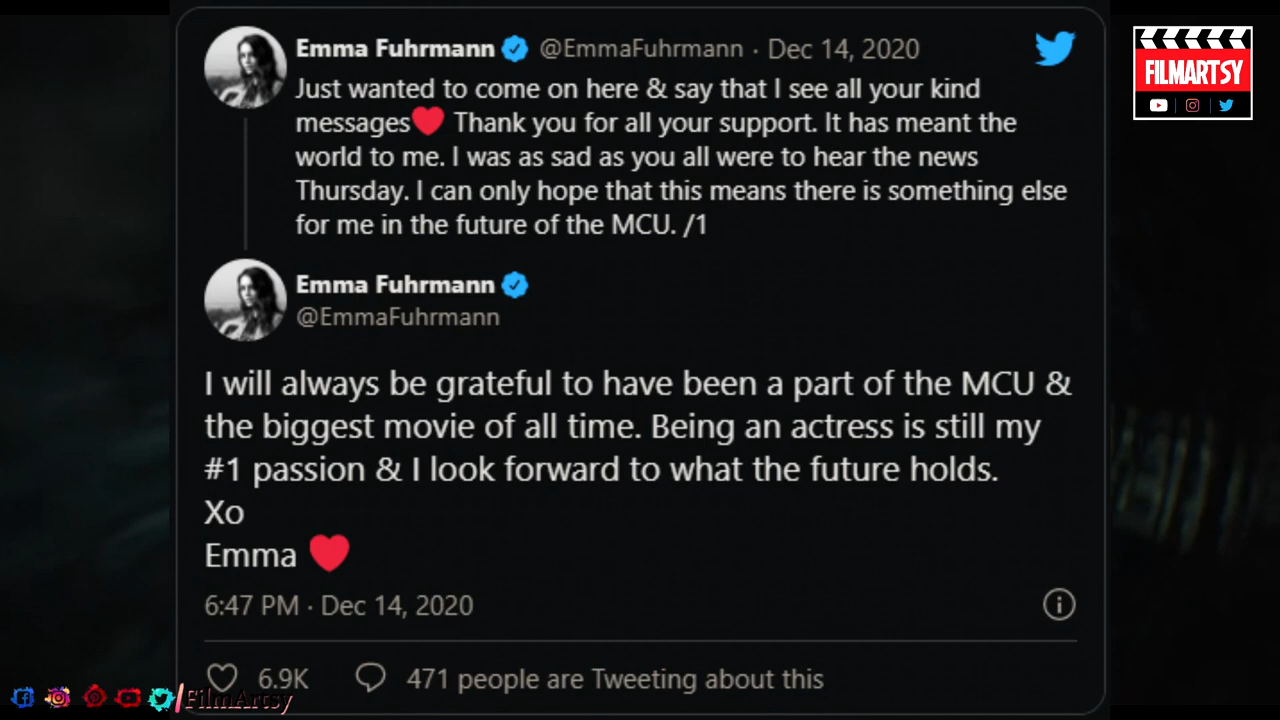 Emma Fuhrmann @EmmaFuhrmann · Dec 14, 2020
Just wanted to come on here & say that I see all your kind
messages❤️ Thank you for all your support. It has meant the
world to me. I was as sad as you all were to hear the news
Thursday. I can only hope that this means there is something else
for me in the future of the MCU. /1
Emma Fuhrmann
@EmmaFuhrmann
I will always be grateful to have been a part of the MCU &
the biggest movie of all time. Being an actress is still my
#1 passion & I look forward to what the future holds.
Xo
Emma ❤️
6:47 PM · Dec 14, 2020
6.9K 471 people are Tweeting about this
FILMARTSY
/FilmArtsy